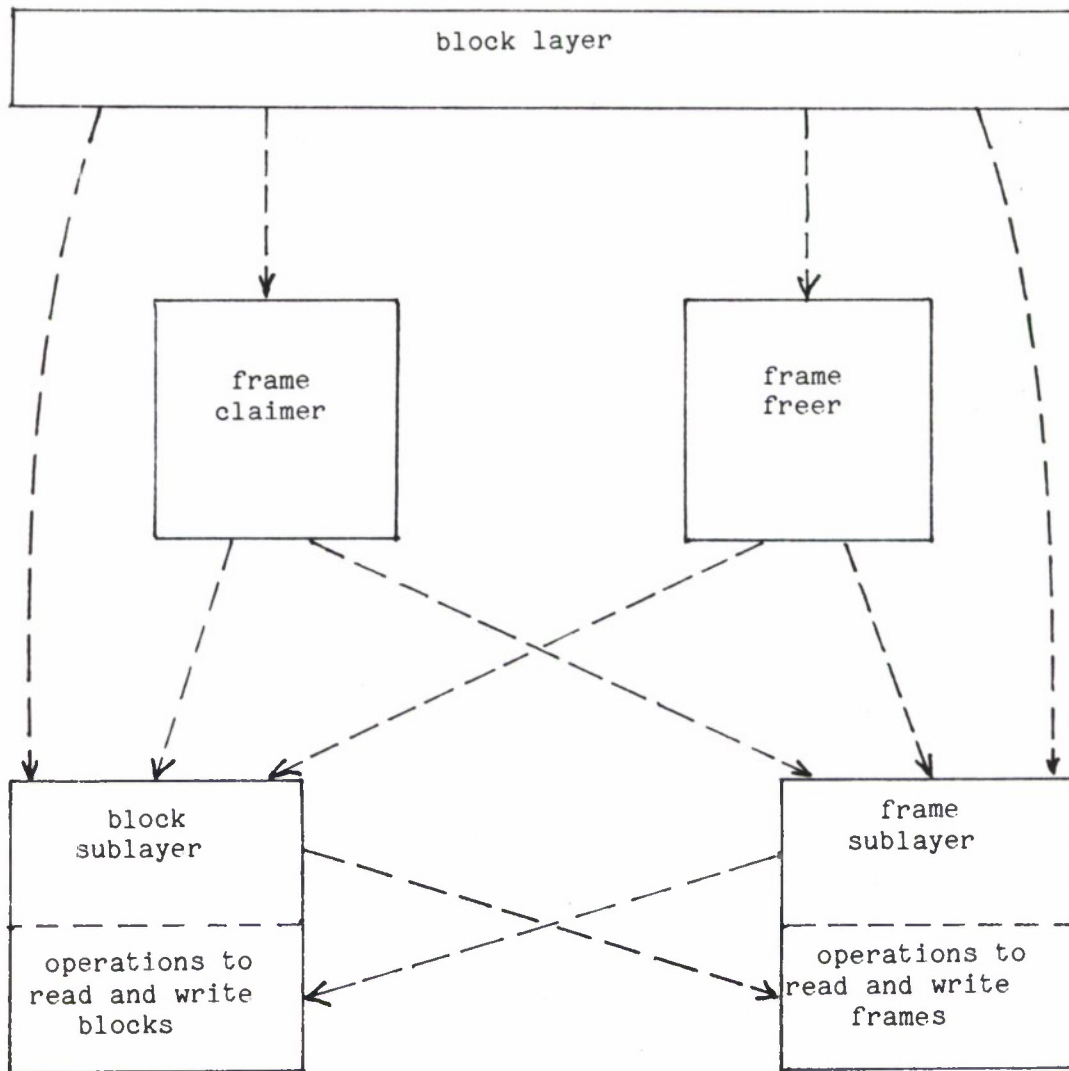 block layer
frame
claimer
frame
freer
block
sublayer
operations to
read and write
blocks
frame
sublayer
operations to
read and write
frames